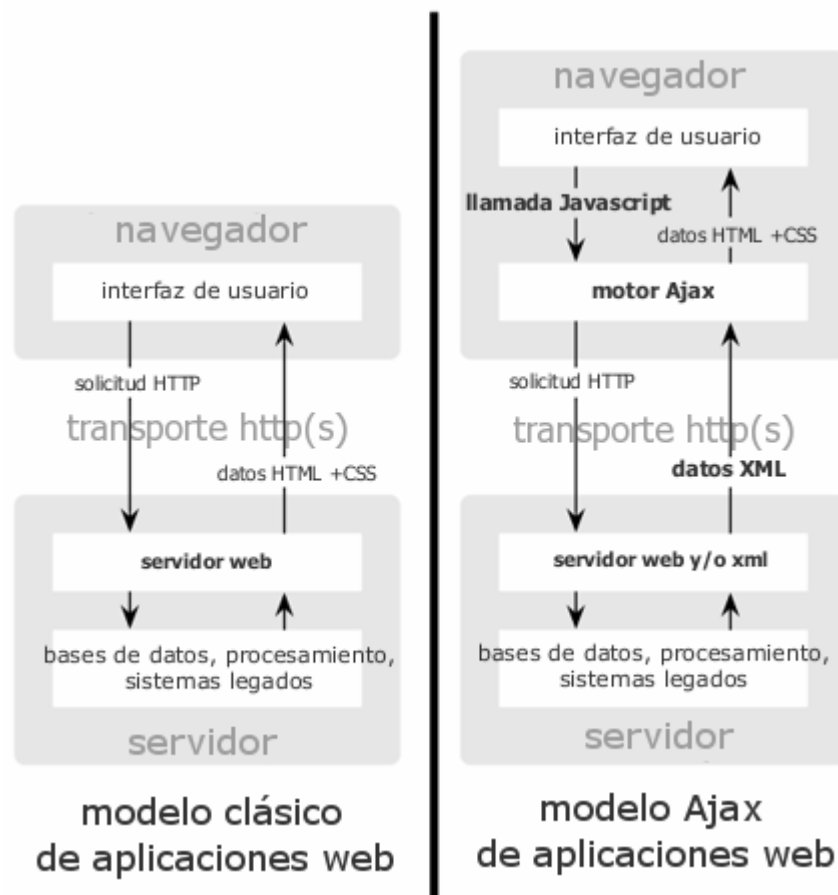 navegador
interfaz de usuario
solicitud HTTP
transporte http(s)
datos HTML +CSS
servidor web
bases de datos, procesamiento,
sistemas legados
servidor
modelo clásico
de aplicaciones web
navegador
interfaz de usuario
llamada Javascript
datos HTML +CSS
motor Ajax
solicitud HTTP
transporte http(s)
datos XML
servidor web y/o xml
bases de datos, procesamiento,
sistemas legados
servidor
modelo Ajax
de aplicaciones web